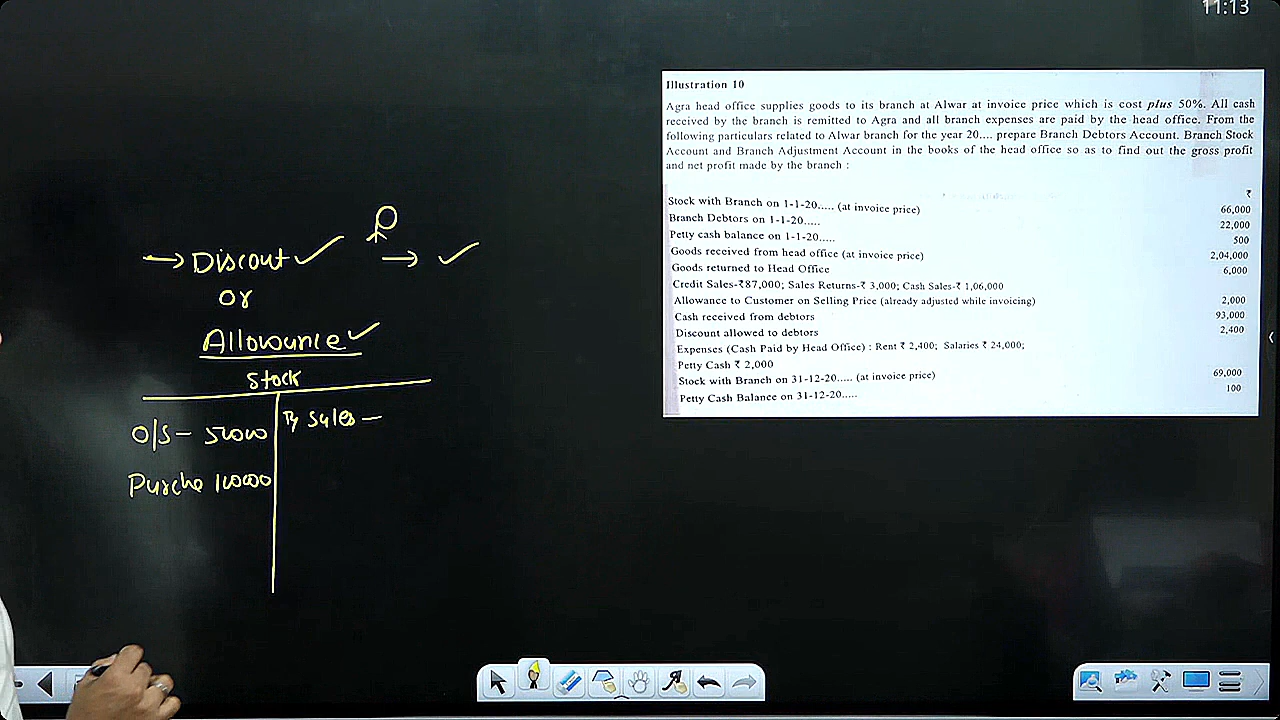 11:13
Illustration 10
Agra head office supplies goods to its branch at Alwar at invoice price which is cost plus 50%. All cash
received by the branch is remitted to Agra and all branch expenses are paid by the head office. From the
following particulars related to Alwar branch for the year 20.... prepare Branch Debtors Account. Branch Stock
Account and Branch Adjustment Account in the books of the head office so as to find out the gross profit
and net profit made by the branch :
₹
Stock with Branch on 1-1-20..... (at invoice price) 66,000
Branch Debtors on 1-1-20..... 22,000
Petty cash balance on 1-1-20..... 500
Goods received from head office (at invoice price) 2,04,000
Goods returned to Head Office 6,000
Credit Sales-₹87,000; Sales Returns-₹ 3,000; Cash Sales-₹ 1,06,000
Allowance to Customer on Selling Price (already adjusted while invoicing) 2,000
Cash received from debtors 93,000
Discount allowed to debtors 2,400
Expenses (Cash Paid by Head Office) : Rent ₹ 2,400; Salaries ₹ 24,000;
Petty Cash ₹ 2,000
Stock with Branch on 31-12-20..... (at invoice price) 69,000
Petty Cash Balance on 31-12-20..... 100
→ Discout ✓ → ✓
or
Allowance ✓
Stock
O/S -
By Sales -
Purche